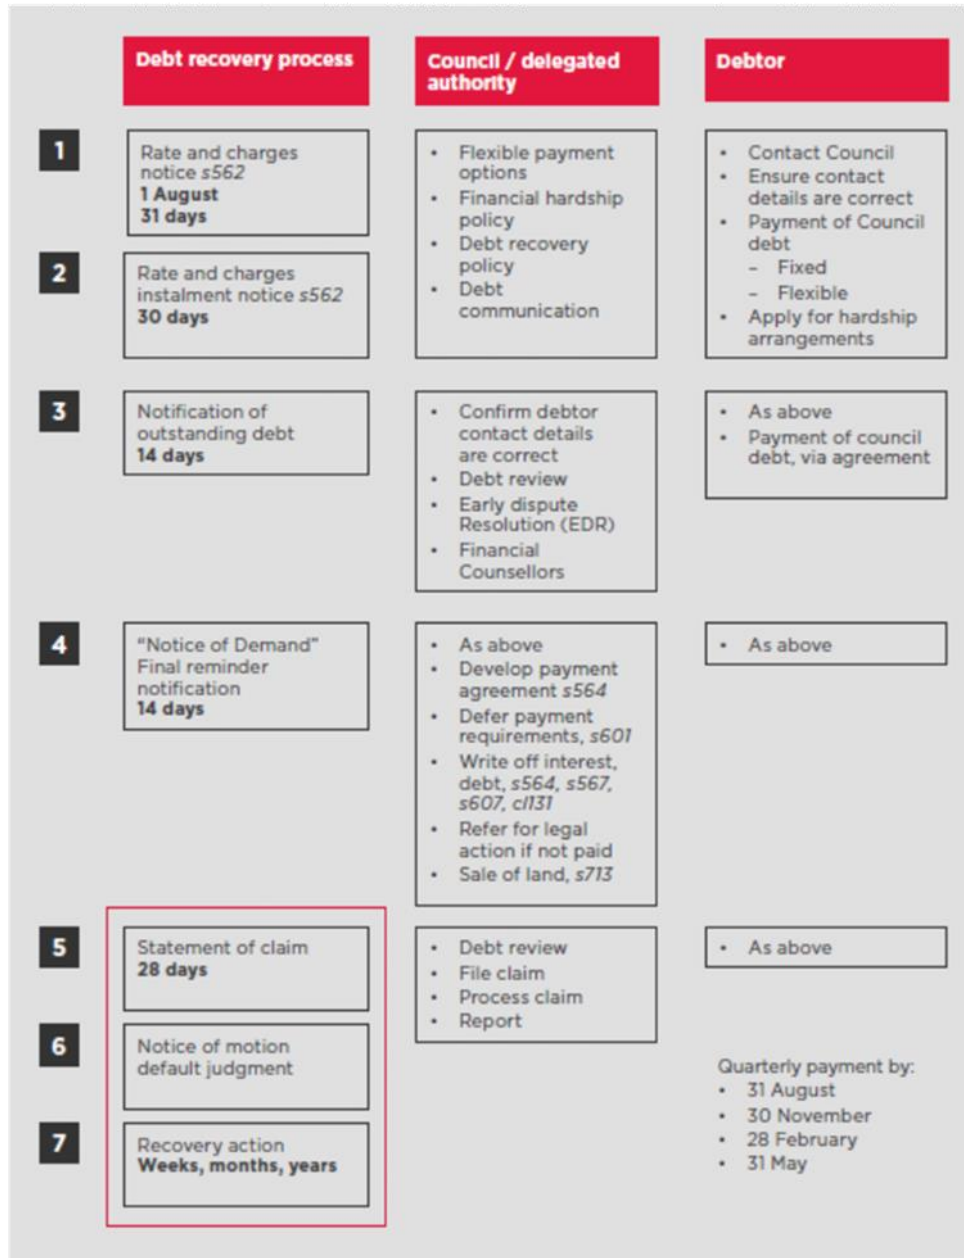 Debt recovery process
Council / delegated
authority
Debtor
1
Rate and charges
notice s562
1 August
31 days
2
Rate and charges
instalment notice s562
30 days
• Flexible payment
options
• Financial hardship
policy
• Debt recovery
policy
• Debt
communication
• Contact Council
• Ensure contact
details are correct
• Payment of Council
debt
– Fixed
– Flexible
• Apply for hardship
arrangements
3
Notification of
outstanding debt
14 days
• Confirm debtor
contact details
are correct
• Debt review
• Early dispute
Resolution (EDR)
• Financial
Counsellors
• As above
• Payment of council
debt, via agreement
4
"Notice of Demand"
Final reminder
notification
14 days
• As above
• Develop payment
agreement s564
• Defer payment
requirements, s601
• Write off interest,
debt, s564, s567,
s607, cl131
• Refer for legal
action if not paid
• Sale of land, s713
• As above
5
Statement of claim
28 days
• Debt review
• File claim
• Process claim
• Report
• As above
6
Notice of motion
default judgment
7
Recovery action
Weeks, months, years
Quarterly payment by:
• 31 August
• 30 November
• 28 February
• 31 May